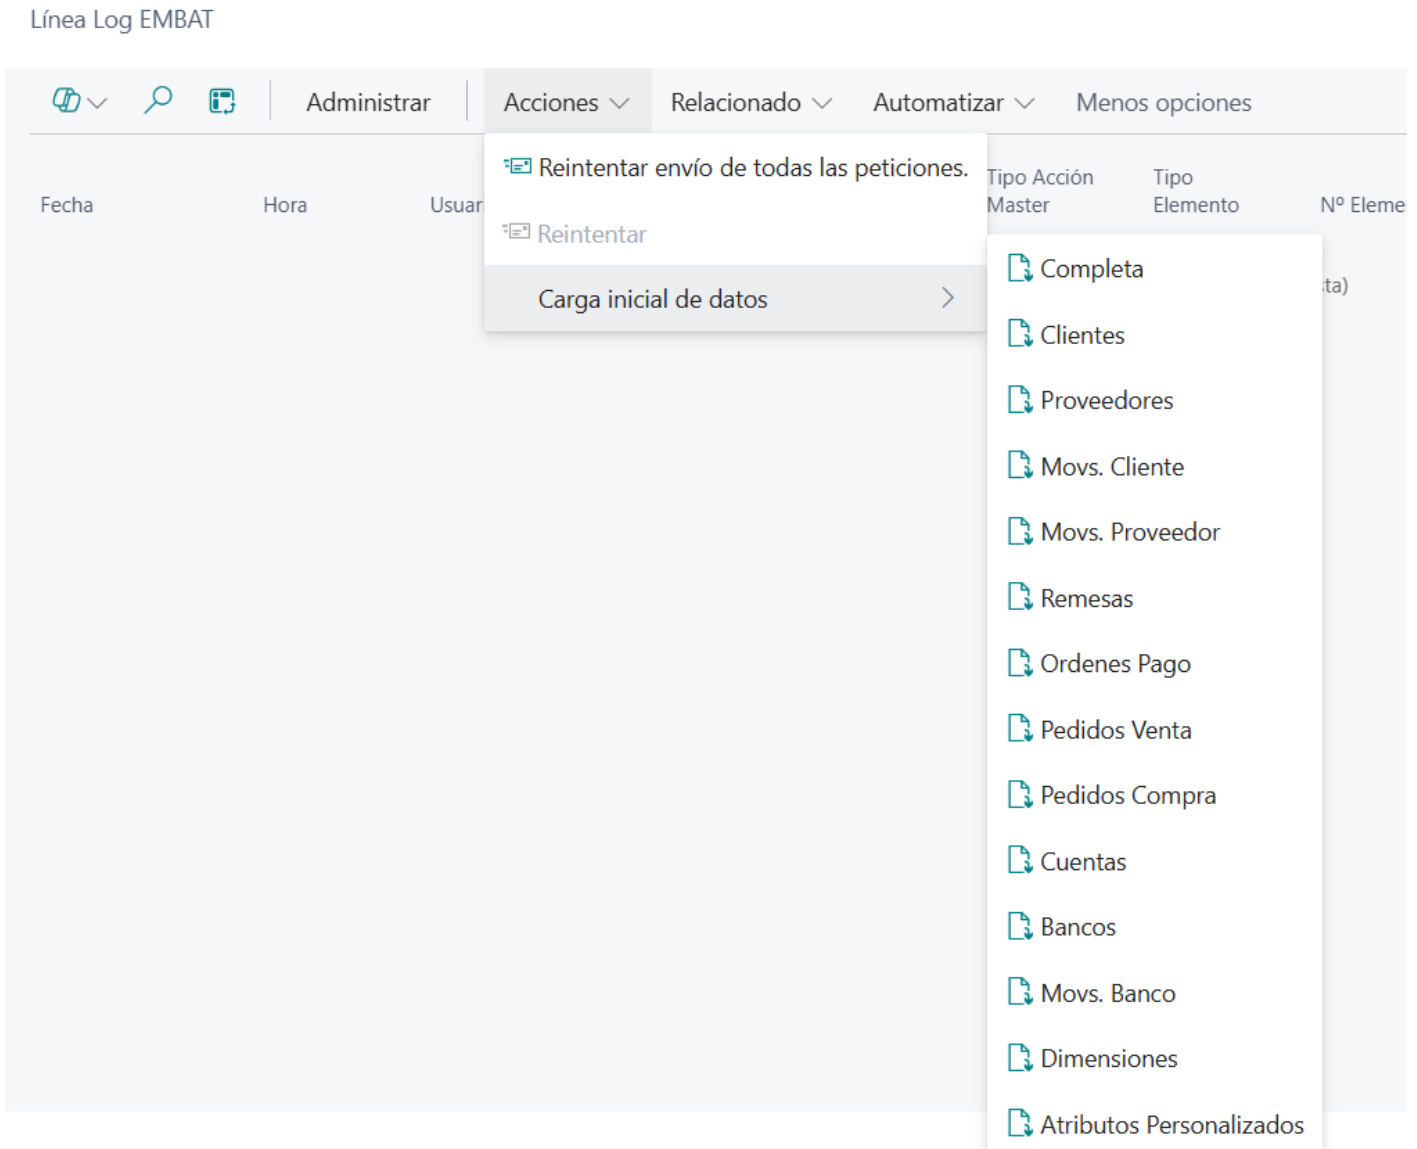 Línea Log EMBAT
Administrar Acciones Relacionado Automatizar Menos opciones
Reintentar envío de todas las peticiones.
Reintentar
Carga inicial de datos
Fecha Hora Tipo Acción Master Tipo Elemento Nº
Completa
Clientes
Proveedores
Movs. Cliente
Movs. Proveedor
Remesas
Ordenes Pago
Pedidos Venta
Pedidos Compra
Cuentas
Bancos
Movs. Banco
Dimensiones
Atributos Personalizados